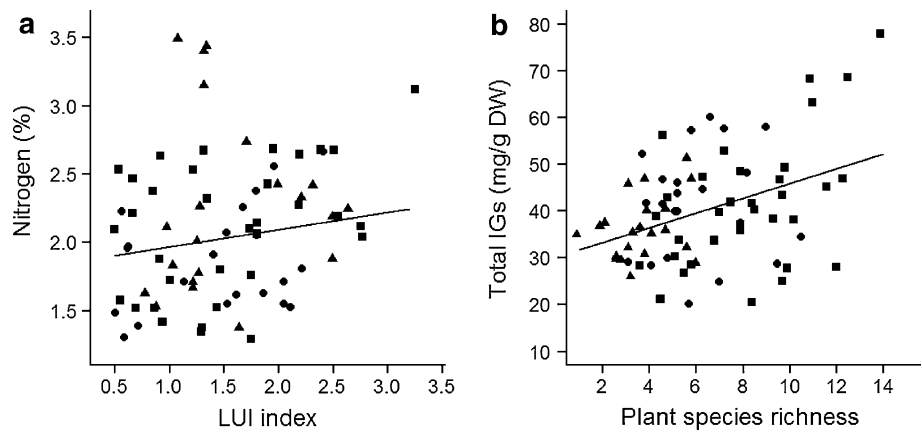 a
Nitrogen (%)
3.5
3.0
2.5
2.0
1.5
0.5 1.0 1.5 2.0 2.5 3.0 3.5
LUI index
b
Total IGs (mg/g DW)
80
70
60
50
40
30
20
10
2 4 6 8 10 12 14
Plant species richness